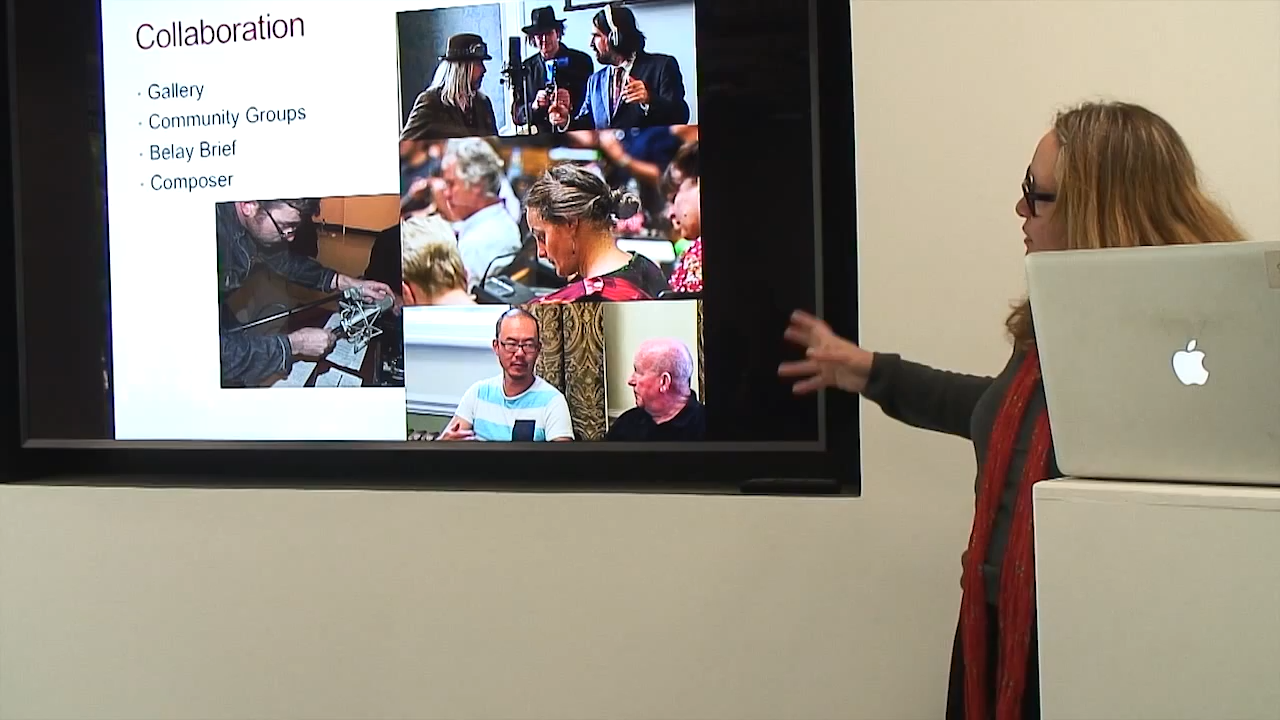 Collaboration
· Gallery
· Community Groups
· Belay Brief
· Composer